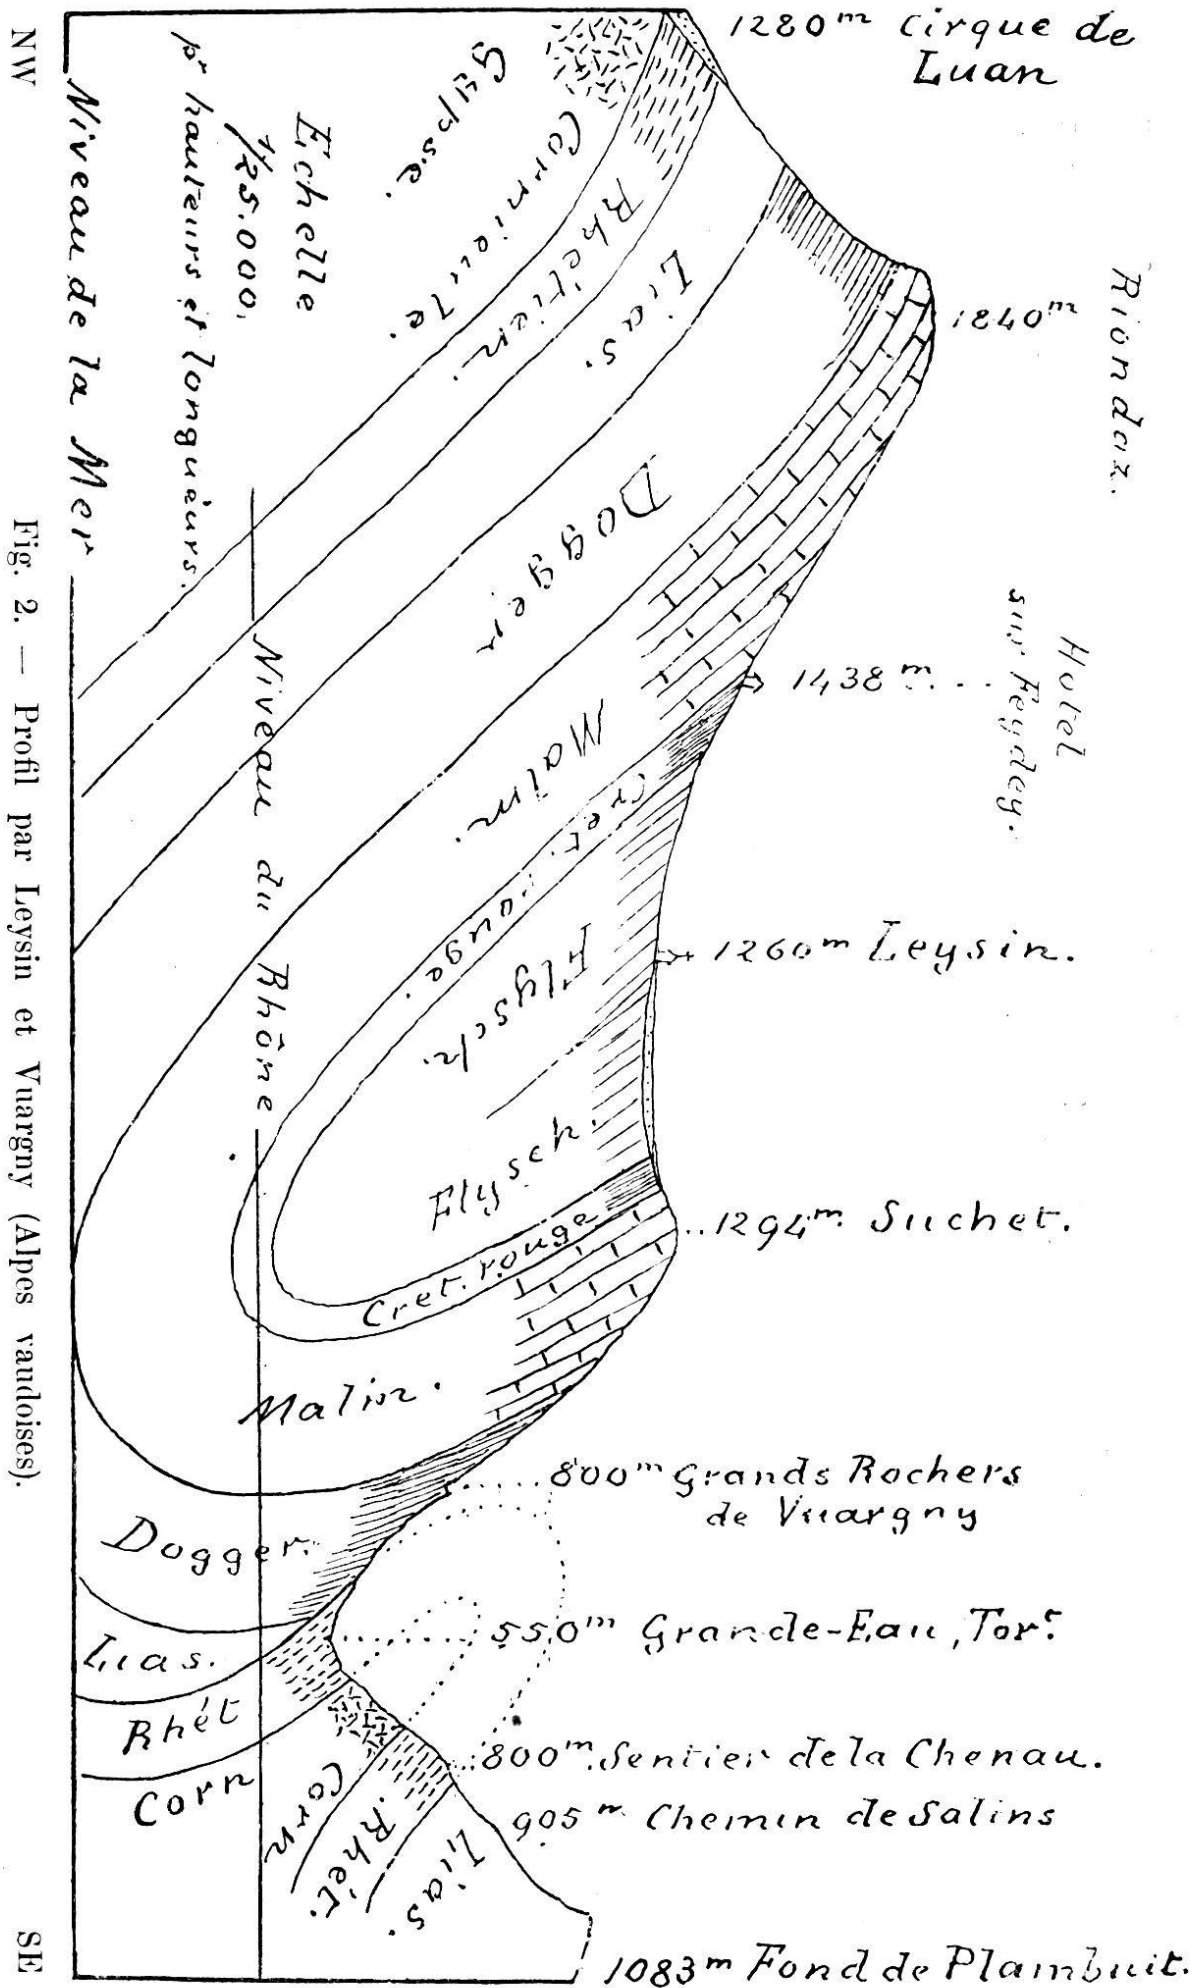 1280ᵐ Cirque de
Luan
Riondaz.
1840ᵐ
Hotel
sur Feydey.
1438ᵐ....
1260ᵐ Leysin.
..1294ᵐ. Suchet.
....800ᵐ Grands Rochers
de Vuargny
550ᵐ Grande-Eau, Torᵗ.
800ᵐ. Sentier de la Chenau.
905ᵐ Chemin de Salins
1083ᵐ Fond de Plambuit.
Gypse.
Cornieule.
Rhétien.
Lias.
Dogger
Malm.
Cret. rouge.
Flysch.
Flysch.
Cret. rouge
Malm.
Dogger.
Lias.
Rhét
Corn
Corn
Rhét.
Lias.
Echelle
1/25.000.
pʳ hauteurs et longueurs.
Niveau de la Mer
Niveau du Rhône
NW
SE
Fig. 2. — Profil par Leysin et Vuargny (Alpes vaudoises).